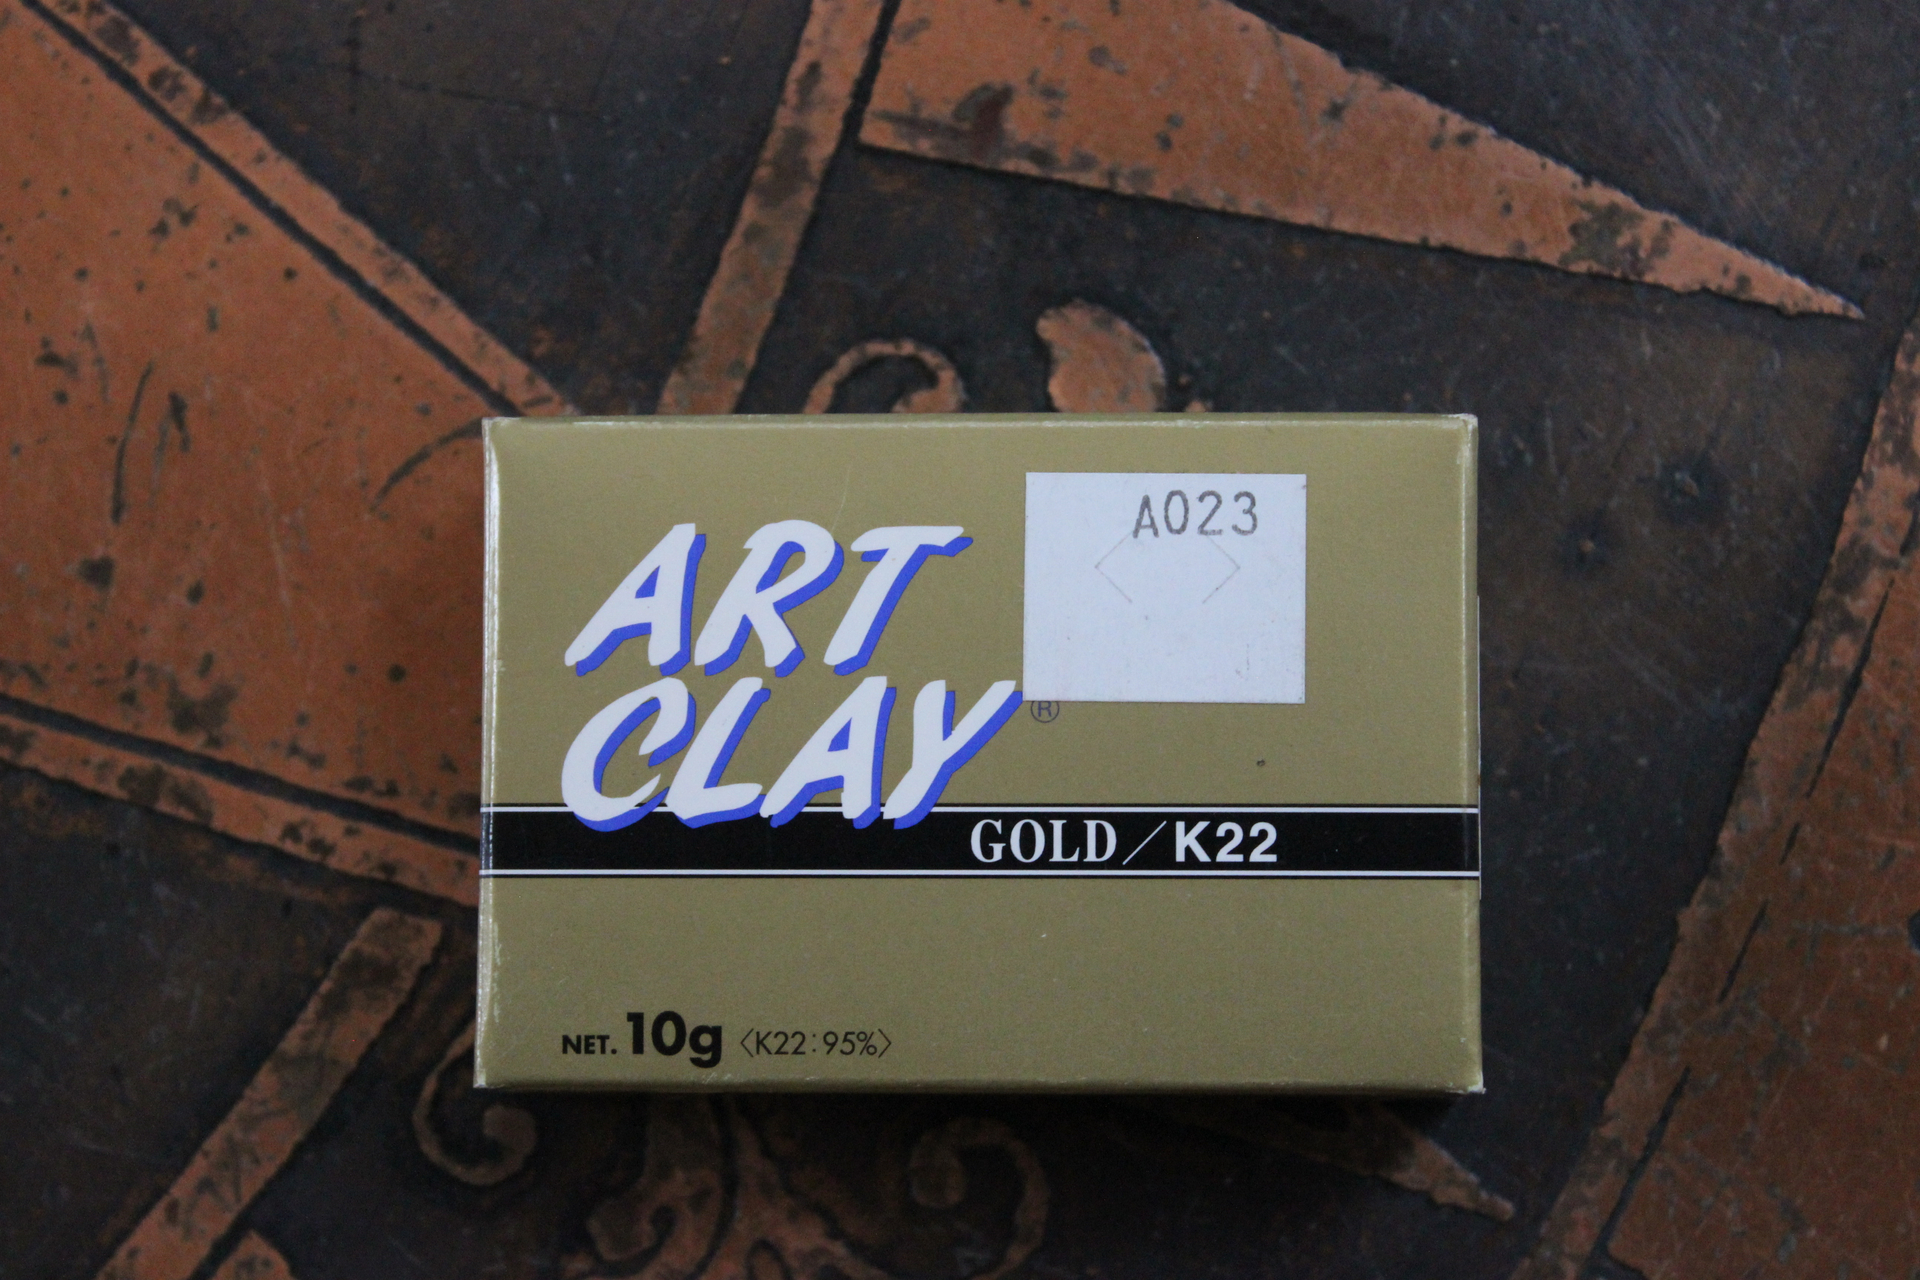 A023
ART
CLAY®
GOLD／K22
NET. 10g 〈K22:95%〉